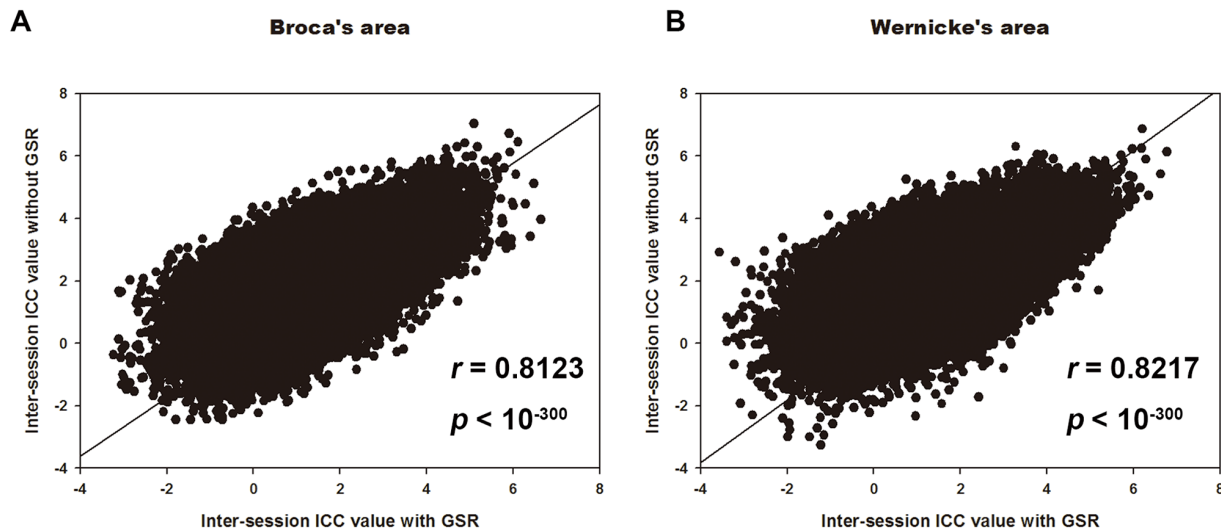 A
Broca's area
8
6
4
2
0
-2
-4
-4
-2
0
2
4
6
8
Inter-session ICC value without GSR
Inter-session ICC value with GSR
r = 0.8123
p < 10-300
B
Wernicke's area
8
6
4
2
0
-2
-4
-4
-2
0
2
4
6
8
Inter-session ICC value without GSR
Inter-session ICC value with GSR
r = 0.8217
p < 10-300